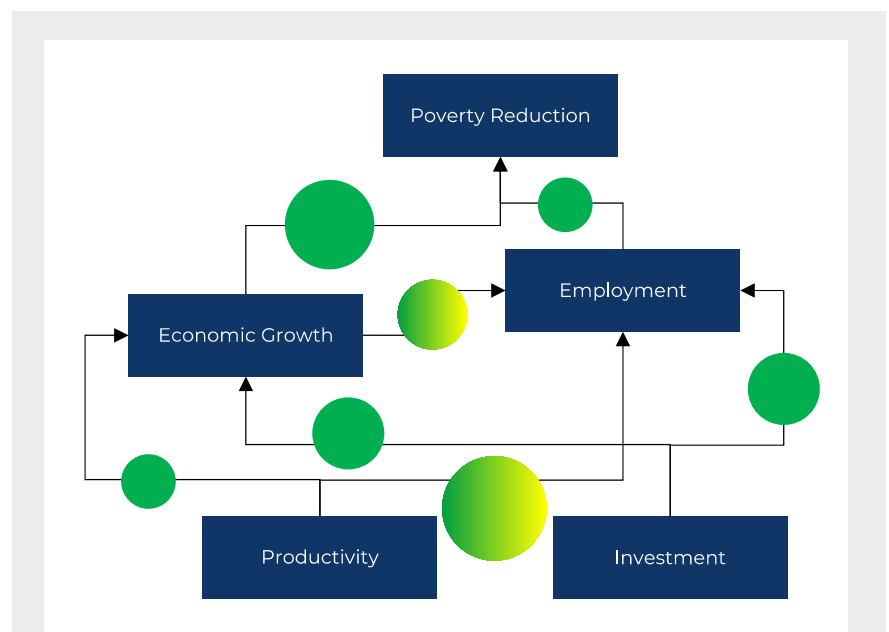 Poverty Reduction
Employment
Economic Growth
Productivity
Investment